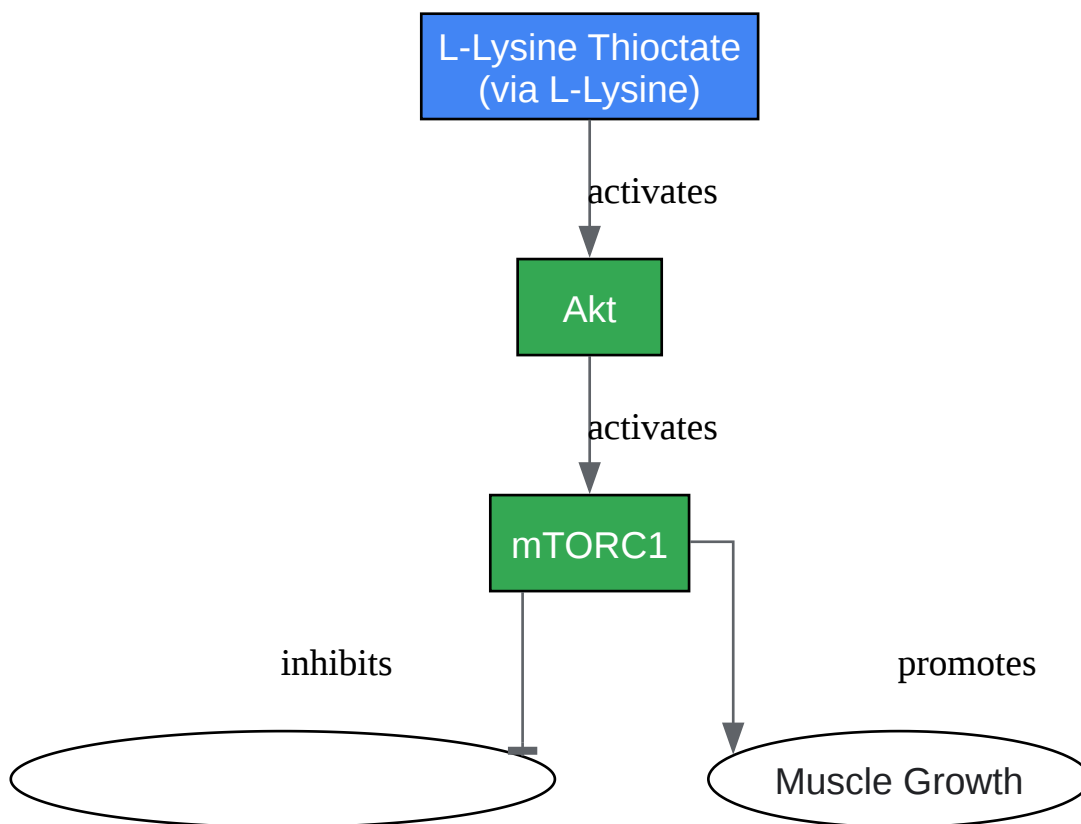 L-Lysine Thioctate
(via L-Lysine)
activates
Akt
activates
mTORC1
inhibits
promotes
Muscle Growth